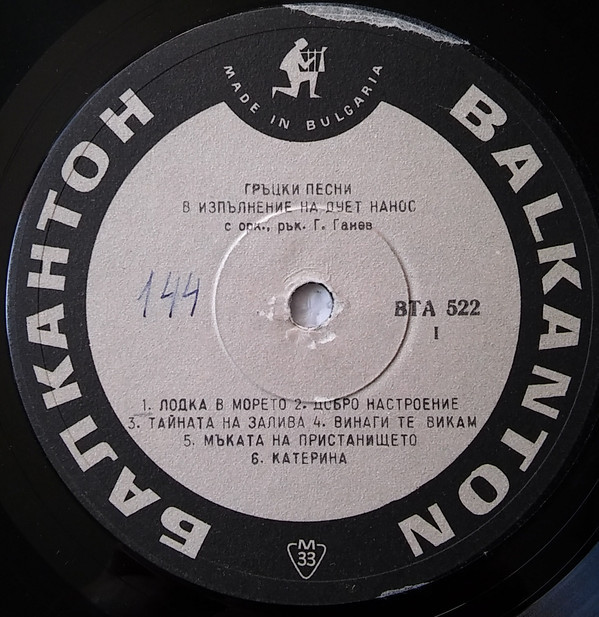 MADE IN BULGARIA
БАЛКАНТОН
BALKANTON
ГРЪЦКИ ПЕСНИ
В ИЗПЪЛНЕНИЕ НА ДУЕТ НАНОС
с орк., рък. Г. Ганев
144
ВТА 522
I
1. ЛОДКА В МОРЕТО 2. ДОБРО НАСТРОЕНИЕ
3. ТАЙНАТА НА ЗАЛИВА 4. ВИНАГИ ТЕ ВИКАМ
5. МЪКАТА НА ПРИСТАНИЩЕТО
6. КАТЕРИНА
M
33